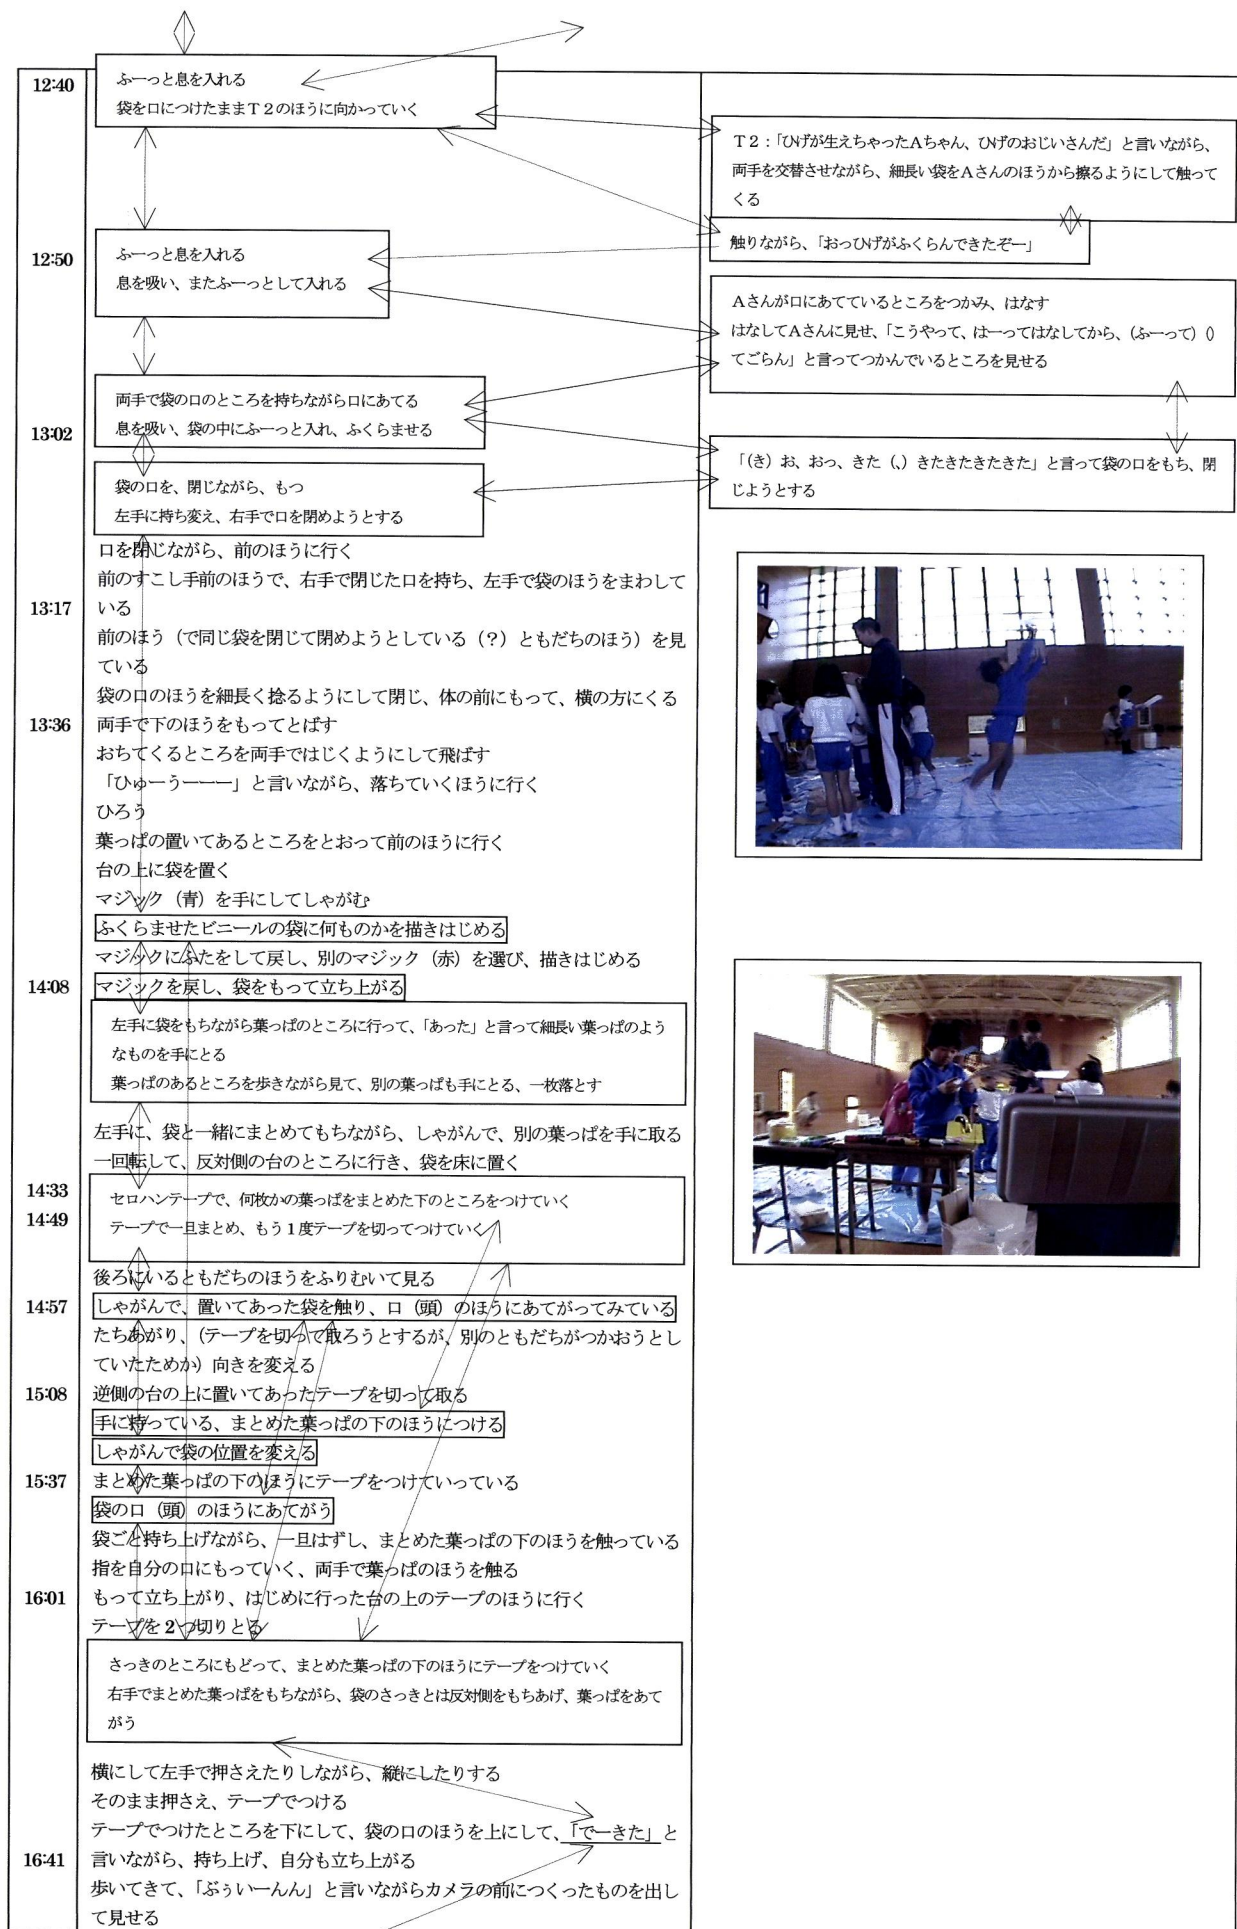 12:40
ふーっと息を入れる
袋を口につけたままＴ２のほうに向かっていく
Ｔ２：「ひげが生えちゃったＡちゃん、ひげのおじいさんだ」と言いながら、
両手を交替させながら、細長い袋をＡさんのほうから擦るようにして触って
くる
触りながら、「おっひげがふくらんできたぞー」
12:50
ふーっと息を入れる
息を吸い、またふーっとして入れる
Ａさんが口にあてているところをつかみ、はなす
はなしてＡさんに見せ、「こうやって、はーってはなしてから、（ふーって）（）
てごらん」と言ってつかんでいるところを見せる
両手で袋の口のところを持ちながら口にあてる
13:02
息を吸い、袋の中にふーっと入れ、ふくらませる
「（き）お、おっ、きた（､）きたきたきたきた」と言って袋の口をもち、閉
じようとする
袋の口を、閉じながら、もつ
左手に持ち変え、右手で口を閉めようとする
口を閉じながら、前のほうに行く
前のすこし手前のほうで、右手で閉じた口を持ち、左手で袋のほうをまわして
13:17
いる
前のほう（で同じ袋を閉じて閉めようとしている（？）ともだちのほう）を見
ている
袋の口のほうを細長く捻るようにして閉じ、体の前にもって、横の方にくる
13:36
両手で下のほうをもってとばす
おちてくるところを両手ではじくようにして飛ばす
「ひゅーうーーー」と言いながら、落ちていくほうに行く
ひろう
葉っぱの置いてあるところをとおって前のほうに行く
台の上に袋を置く
マジック（青）を手にしてしゃがむ
ふくらませたビニールの袋に何ものかを描きはじめる
マジックにふたをして戻し、別のマジック（赤）を選び、描きはじめる
14:08
マジックを戻し、袋をもって立ち上がる
左手に袋をもちながら葉っぱのところに行って、「あった」と言って細長い葉っぱのよう
なものを手にとる
葉っぱのあるところを歩きながら見て、別の葉っぱも手にとる、一枚落とす
左手に、袋と一緒にまとめてもちながら、しゃがんで、別の葉っぱを手に取る
一回転して、反対側の台のところに行き、袋を床に置く
14:33
セロハンテープで、何枚かの葉っぱをまとめた下のところをつけていく
14:49
テープで一旦まとめ、もう１度テープを切ってつけていく
後ろにいるともだちのほうをふりむいて見る
14:57
しゃがんで、置いてあった袋を触り、口（頭）のほうにあてがってみている
たちあがり、（テープを切って取ろうとするが、別のともだちがつかおうとし
ていたためか）向きを変える
15:08
逆側の台の上に置いてあったテープを切って取る
手に持っている、まとめた葉っぱの下のほうにつける
しゃがんで袋の位置を変える
15:37
まとめた葉っぱの下のほうにテープをつけていっている
袋の口（頭）のほうにあてがう
袋ごと持ち上げながら、一旦はずし、まとめた葉っぱの下のほうを触っている
指を自分の口にもっていく、両手で葉っぱのほうを触る
16:01
もって立ち上がり、はじめに行った台の上のテープのほうに行く
テープを２つ切りとる
さっきのところにもどって、まとめた葉っぱの下のほうにテープをつけていく
右手でまとめた葉っぱをもちながら、袋のさっきとは反対側をもちあげ、葉っぱをあて
がう
横にして左手で押さえたりしながら、縦にしたりする
そのまま押さえ、テープでつける
テープでつけたところを下にして、袋の口のほうを上にして、「でーきた」と
16:41
言いながら、持ち上げ、自分も立ち上がる
歩いてきて、「ぶぅいーんん」と言いながらカメラの前につくったものを出し
て見せる